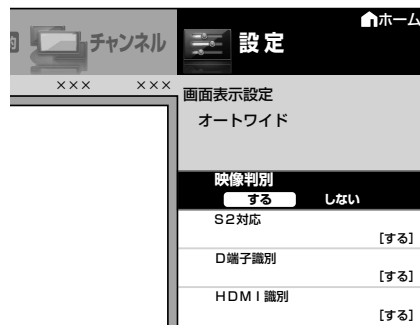 ホーム
チャンネル
設定
×××
×××
画面表示設定
オートワイド
映像判別
する
しない
S2対応
[する]
D端子識別
[する]
HDMI識別
[する]